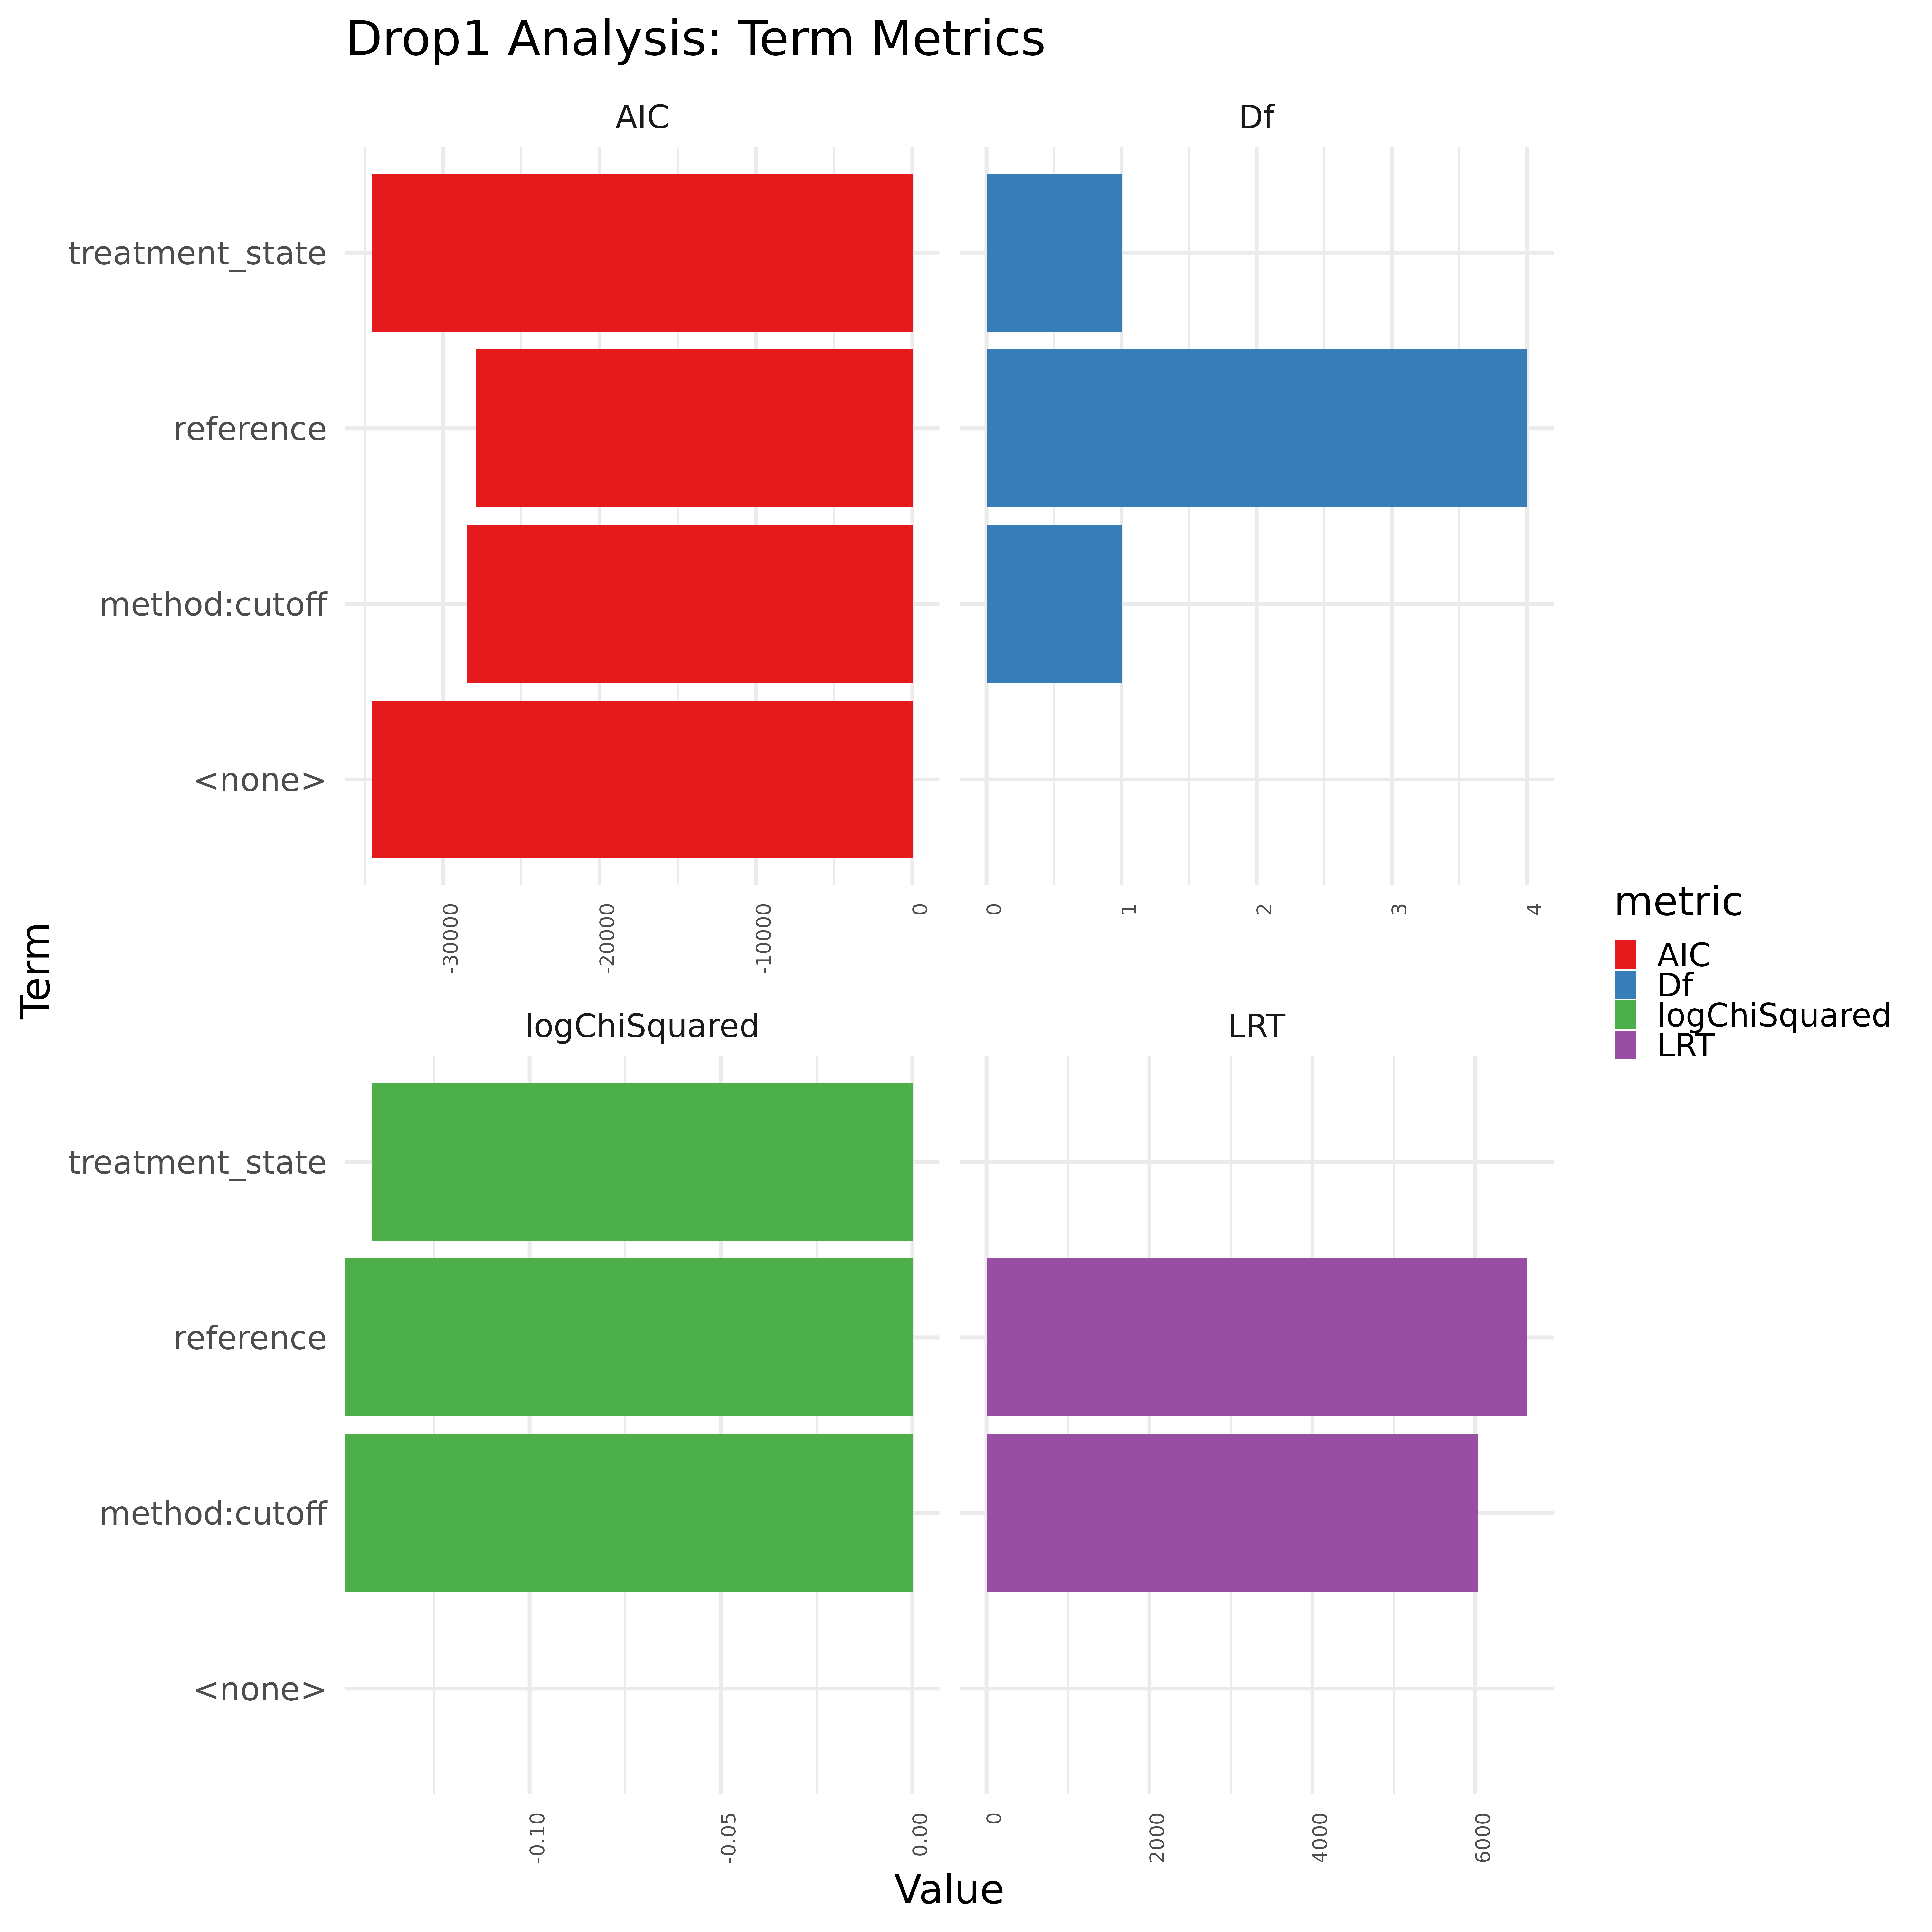 Drop1 Analysis: Term Metrics
AIC
Df
treatment_state
reference
method:cutoff
<none>
-30000
-20000
-10000
0
0
1
2
3
4
Term
logChiSquared
LRT
treatment_state
reference
method:cutoff
<none>
-0.10
-0.05
0.00
0
2000
4000
6000
Value
metric
AIC
Df
logChiSquared
LRT